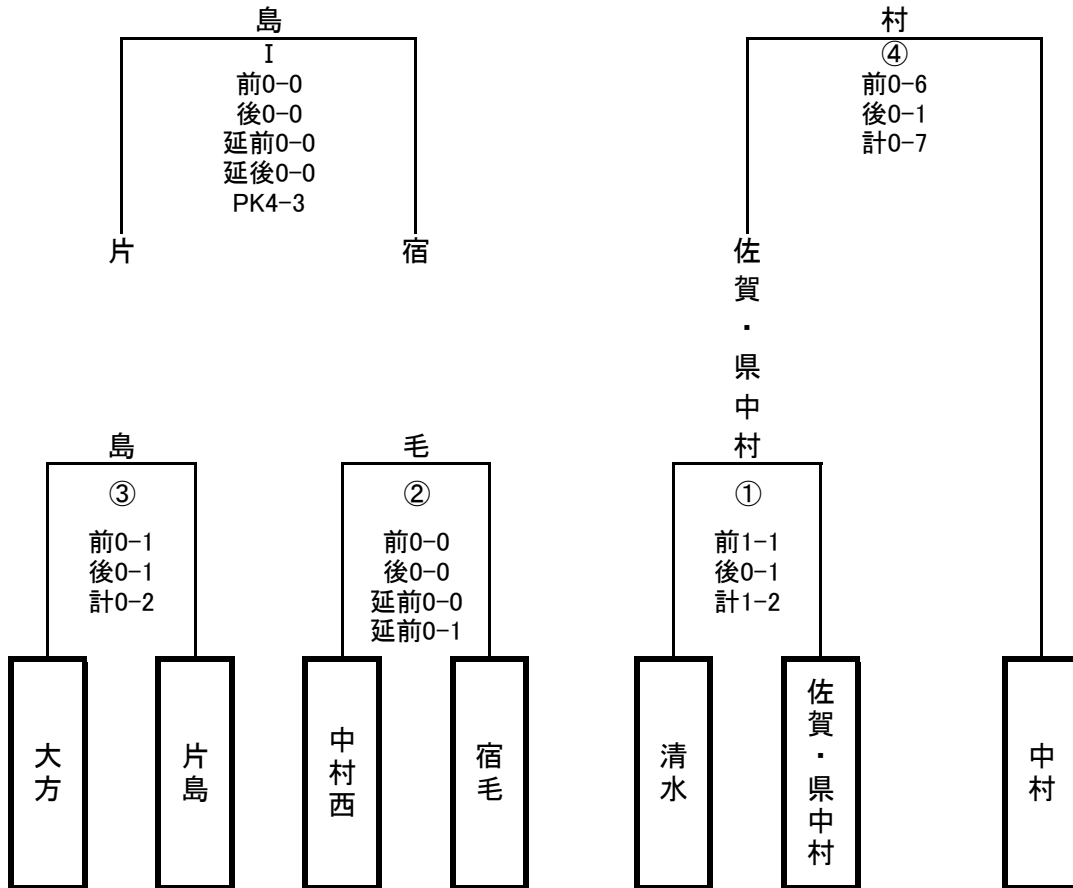 島
I
前0-0
後0-0
延前0-0
延後0-0
PK4-3
片
宿
村
④
前0-6
後0-1
計0-7
佐賀・県中村
島
③
前0-1
後0-1
計0-2
毛
②
前0-0
後0-0
延前0-0
延前0-1
①
前1-1
後0-1
計1-2
大方
片島
中村西
宿毛
清水
佐賀・県中村
中村